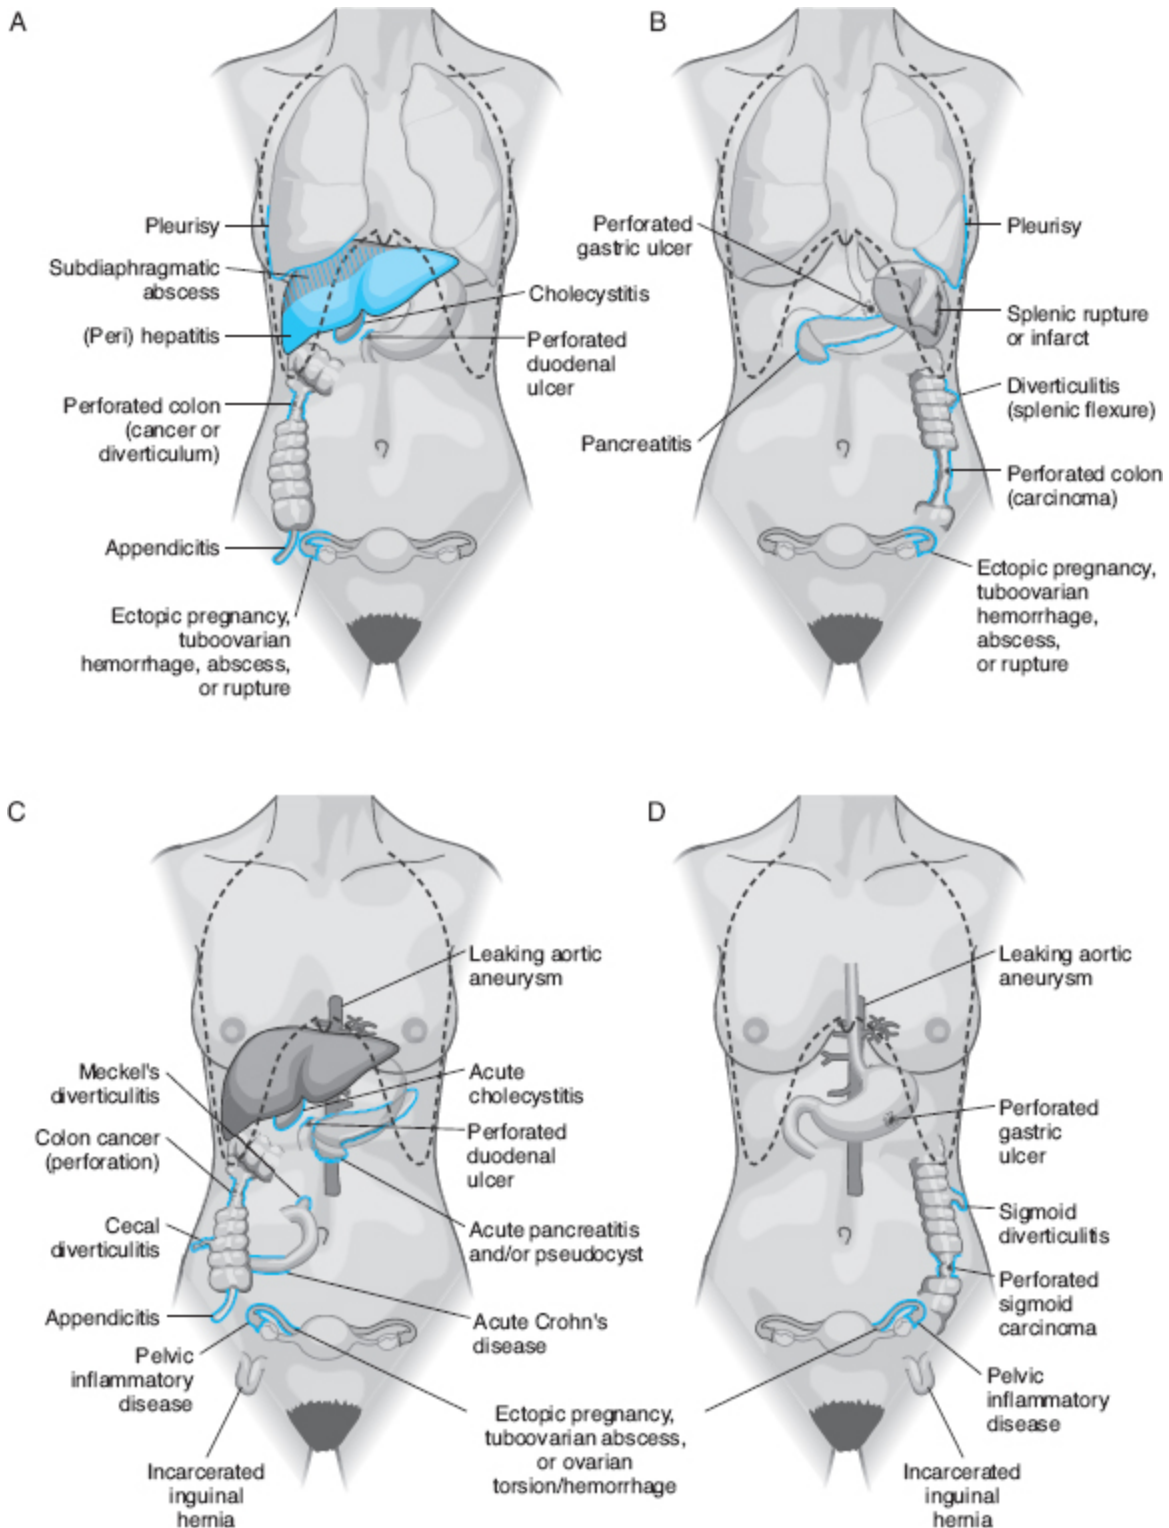 A
Pleurisy
Subdiaphragmatic
abscess
(Peri) hepatitis
Perforated colon
(cancer or
diverticulum)
Appendicitis
Ectopic pregnancy,
tuboovarian
hemorrhage, abscess,
or rupture
Cholecystitis
Perforated
duodenal
ulcer
B
Perforated
gastric ulcer
Pancreatitis
Pleurisy
Splenic rupture
or infarct
Diverticulitis
(splenic flexure)
Perforated colon
(carcinoma)
Ectopic pregnancy,
tuboovarian
hemorrhage,
abscess,
or rupture
C
Meckel's
diverticulitis
Colon cancer
(perforation)
Cecal
diverticulitis
Appendicitis
Pelvic
inflammatory
disease
Incarcerated
inguinal
hernia
Leaking aortic
aneurysm
Acute
cholecystitis
Perforated
duodenal
ulcer
Acute pancreatitis
and/or pseudocyst
Acute Crohn's
disease
Ectopic pregnancy,
tuboovarian abscess,
or ovarian
torsion/hemorrhage
D
Leaking aortic
aneurysm
Perforated
gastric
ulcer
Sigmoid
diverticulitis
Perforated
sigmoid
carcinoma
Pelvic
inflammatory
disease
Incarcerated
inguinal
hernia